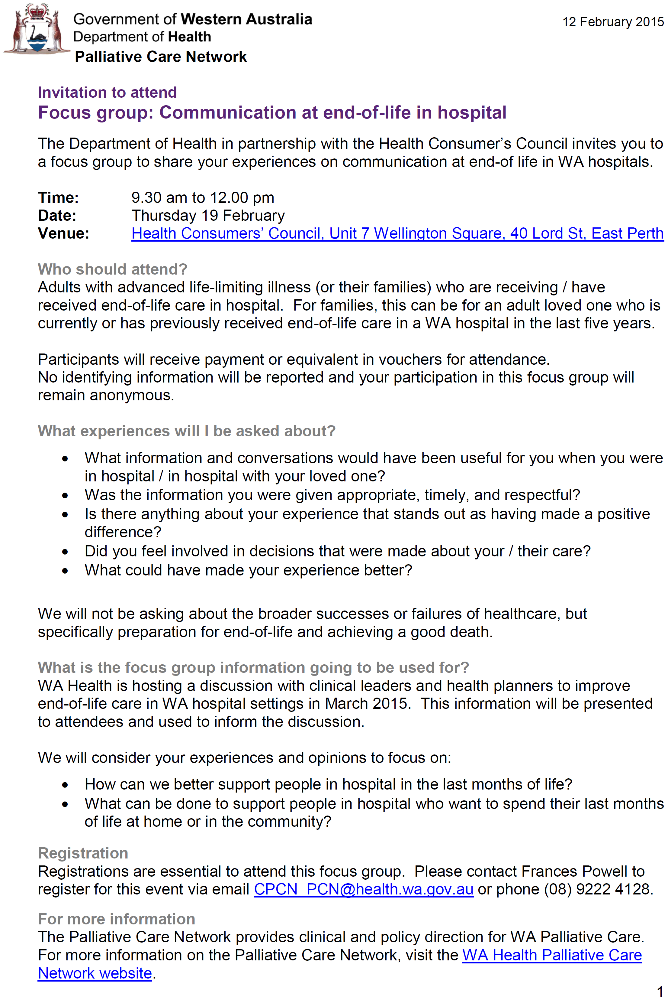 Government of Western Australia
Department of Health
Palliative Care Network
12 February 2015
Invitation to attend
Focus group: Communication at end-of-life in hospital
The Department of Health in partnership with the Health Consumer’s Council invites you to
a focus group to share your experiences on communication at end-of life in WA hospitals.
Time: 9.30 am to 12.00 pm
Date: Thursday 19 February
Venue: Health Consumers’ Council, Unit 7 Wellington Square, 40 Lord St, East Perth
Who should attend?
Adults with advanced life-limiting illness (or their families) who are receiving / have
received end-of-life care in hospital.  For families, this can be for an adult loved one who is
currently or has previously received end-of-life care in a WA hospital in the last five years.
Participants will receive payment or equivalent in vouchers for attendance.
No identifying information will be reported and your participation in this focus group will
remain anonymous.
What experiences will I be asked about?
• What information and conversations would have been useful for you when you were
in hospital / in hospital with your loved one?
• Was the information you were given appropriate, timely, and respectful?
• Is there anything about your experience that stands out as having made a positive
difference?
• Did you feel involved in decisions that were made about your / their care?
• What could have made your experience better?
We will not be asking about the broader successes or failures of healthcare, but
specifically preparation for end-of-life and achieving a good death.
What is the focus group information going to be used for?
WA Health is hosting a discussion with clinical leaders and health planners to improve
end-of-life care in WA hospital settings in March 2015.  This information will be presented
to attendees and used to inform the discussion.
We will consider your experiences and opinions to focus on:
• How can we better support people in hospital in the last months of life?
• What can be done to support people in hospital who want to spend their last months
of life at home or in the community?
Registration
Registrations are essential to attend this focus group.  Please contact Frances Powell to
register for this event via email CPCN_PCN@health.wa.gov.au or phone (08) 9222 4128.
For more information
The Palliative Care Network provides clinical and policy direction for WA Palliative Care.
For more information on the Palliative Care Network, visit the WA Health Palliative Care
Network website.
1